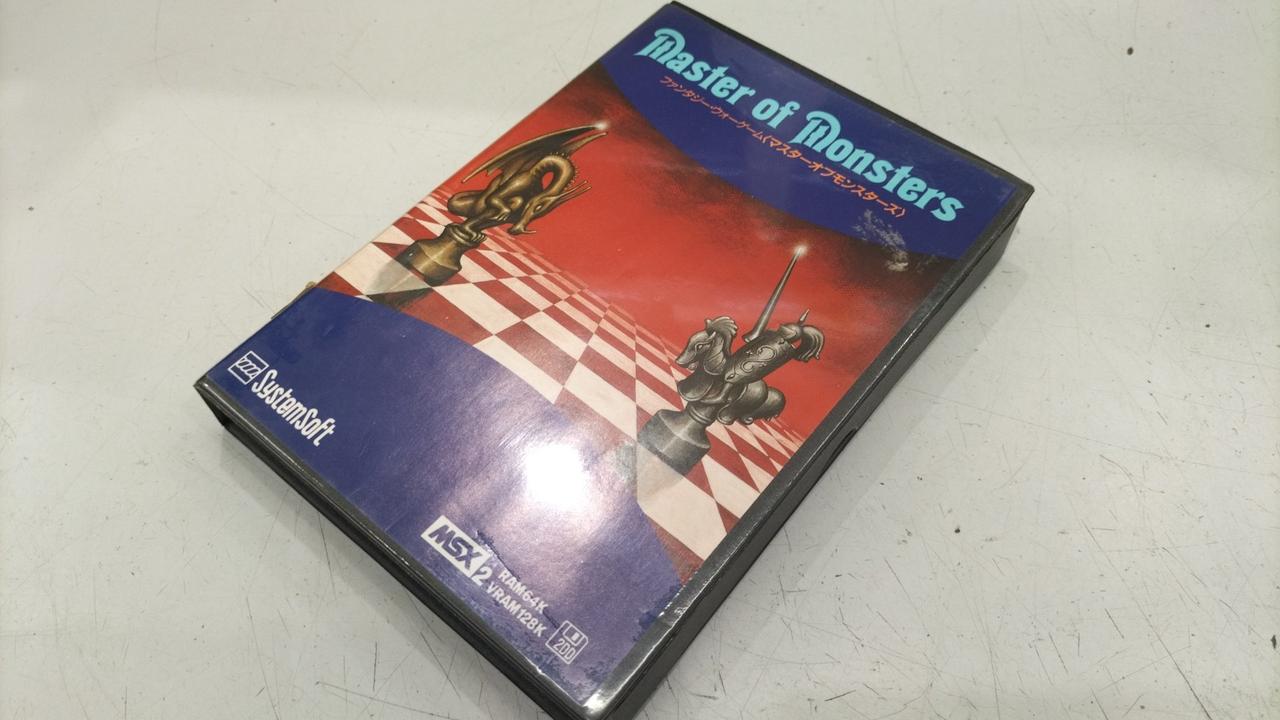 Master of Monsters
ファンタジー・ウォーゲーム〈マスターオブモンスターズ〉
SystemSoft
MSX2
RAM64K
VRAM128K
2DD